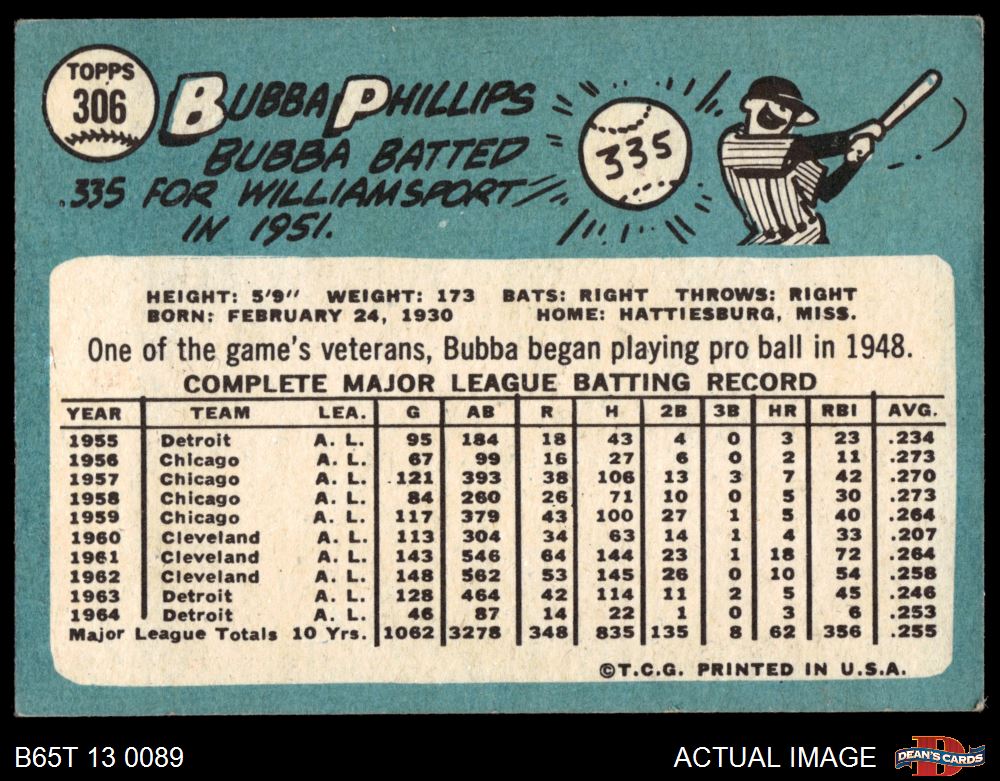 TOPPS
306
BUBBA PHILLIPS
BUBBA BATTED
.335 FOR WILLIAMSPORT
IN 1951.
335
HEIGHT: 5'9" WEIGHT: 173 BATS: RIGHT THROWS: RIGHT
BORN: FEBRUARY 24, 1930 HOME: HATTIESBURG, MISS.
One of the game's veterans, Bubba began playing pro ball in 1948.
COMPLETE MAJOR LEAGUE BATTING RECORD
YEAR TEAM LEA. G AB R H 2B 3B HR RBI AVG.
1955 Detroit A. L. 95 184 18 43 4 0 3 23 .234
1956 Chicago A. L. 67 99 16 27 6 0 2 11 .273
1957 Chicago A. L. 121 393 38 106 13 3 7 42 .270
1958 Chicago A. L. 84 260 26 71 10 0 5 30 .273
1959 Chicago A. L. 117 379 43 100 27 1 5 40 .264
1960 Cleveland A. L. 113 304 34 63 14 1 4 33 .207
1961 Cleveland A. L. 143 546 64 144 23 1 18 72 .264
1962 Cleveland A. L. 148 562 53 145 26 0 10 54 .258
1963 Detroit A. L. 128 464 42 114 11 2 5 45 .246
1964 Detroit A. L. 46 87 14 22 1 0 3 6 .253
Major League Totals 10 Yrs. 1062 3278 348 835 135 8 62 356 .255
©T.C.G. PRINTED IN U.S.A.
B65T 13 0089 ACTUAL IMAGE
D
DEAN'S CARDS